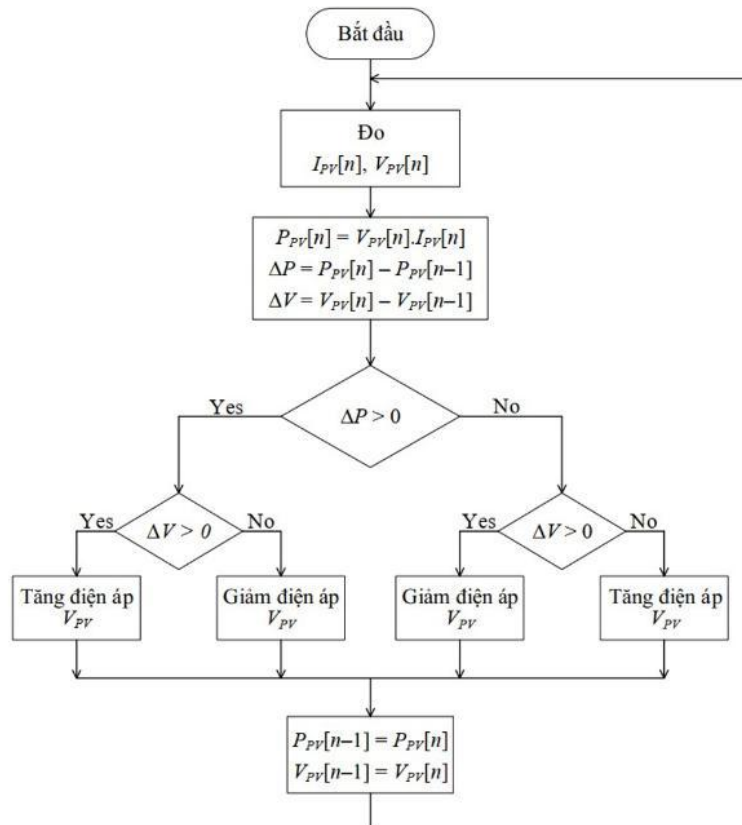 Bắt đầu
Đo
I_PV[n], V_PV[n]
P_PV[n] = V_PV[n].I_PV[n]
ΔP = P_PV[n] – P_PV[n–1]
ΔV = V_PV[n] – V_PV[n–1]
Yes
ΔP > 0
No
Yes
ΔV > 0
No
Yes
ΔV > 0
No
Tăng điện áp
V_PV
Giảm điện áp
V_PV
Giảm điện áp
V_PV
Tăng điện áp
V_PV
P_PV[n–1] = P_PV[n]
V_PV[n–1] = V_PV[n]